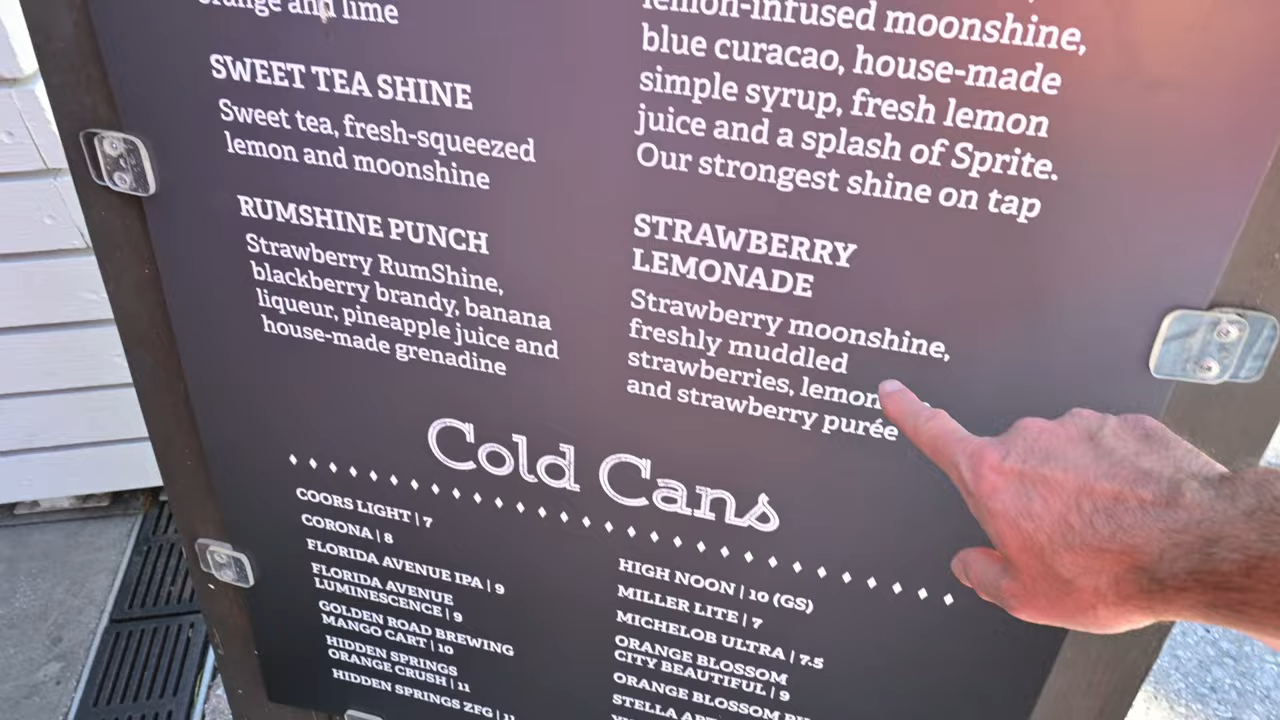 orange and lime
SWEET TEA SHINE
Sweet tea, fresh-squeezed
lemon and moonshine
RUMSHINE PUNCH
Strawberry RumShine,
blackberry brandy, banana
liqueur, pineapple juice and
house-made grenadine
lemon-infused moonshine,
blue curacao, house-made
simple syrup, fresh lemon
juice and a splash of Sprite.
Our strongest shine on tap
STRAWBERRY
LEMONADE
Strawberry moonshine,
freshly muddled
strawberries,
and strawberry purée
Cold Cans
COORS LIGHT | 7
CORONA | 8
FLORIDA AVENUE IPA | 9
FLORIDA AVENUE
LUMINESCENCE | 9
GOLDEN ROAD BREWING
MANGO CART | 10
HIDDEN SPRINGS
ORANGE CRUSH | 11
HIDDEN SPRINGS ZFG | 11
HIGH NOON | 10 (GS)
MILLER LITE | 7
MICHELOB ULTRA | 7.5
ORANGE BLOSSOM
CITY BEAUTIFUL | 9
ORANGE BLOSSOM
STELLA